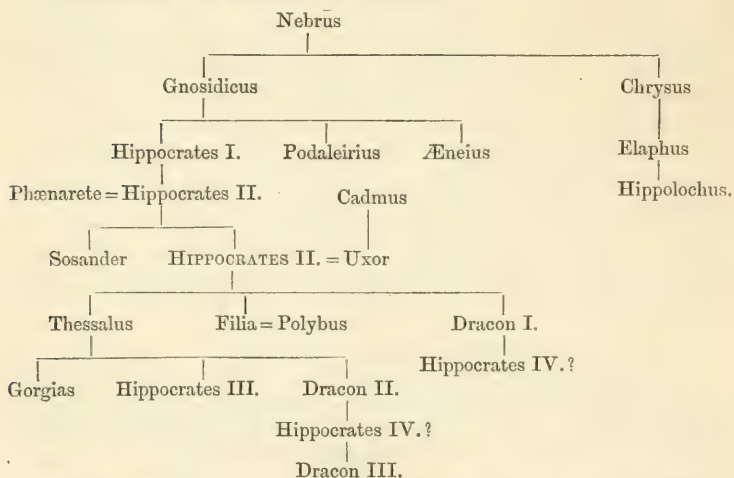 Nebrus
Gnosidicus Chrysus
Hippocrates I. Podaleirius Æneius Elaphus
Phænarete = Hippocrates II. Cadmus Hippolochus.
Sosander HIPPOCRATES II. = Uxor
Thessalus Filia = Polybus Dracon I.
Gorgias Hippocrates III. Dracon II. Hippocrates IV.?
Hippocrates IV.?
Dracon III.